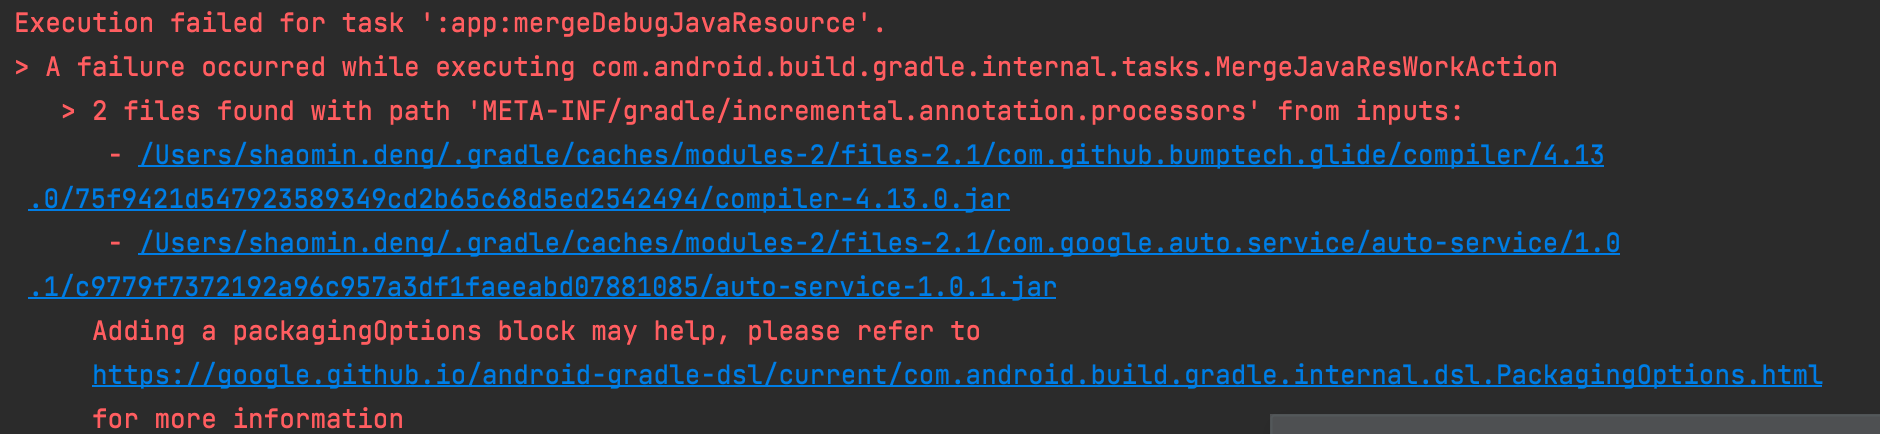 Execution failed for task ':app:mergeDebugJavaResource'.
> A failure occurred while executing com.android.build.gradle.internal.tasks.MergeJavaResWorkAction
> 2 files found with path 'META-INF/gradle/incremental.annotation.processors' from inputs:
- /Users/shaomin.deng/.gradle/caches/modules-2/files-2.1/com.github.bumptech.glide/compiler/4.13
.0/75f9421d547923589349cd2b65c68d5ed2542494/compiler-4.13.0.jar
- /Users/shaomin.deng/.gradle/caches/modules-2/files-2.1/com.google.auto.service/auto-service/1.0
.1/c9779f7372192a96c957a3df1faeeabd07881085/auto-service-1.0.1.jar
Adding a packagingOptions block may help, please refer to
https://google.github.io/android-gradle-dsl/current/com.android.build.gradle.internal.dsl.PackagingOptions.html
for more information